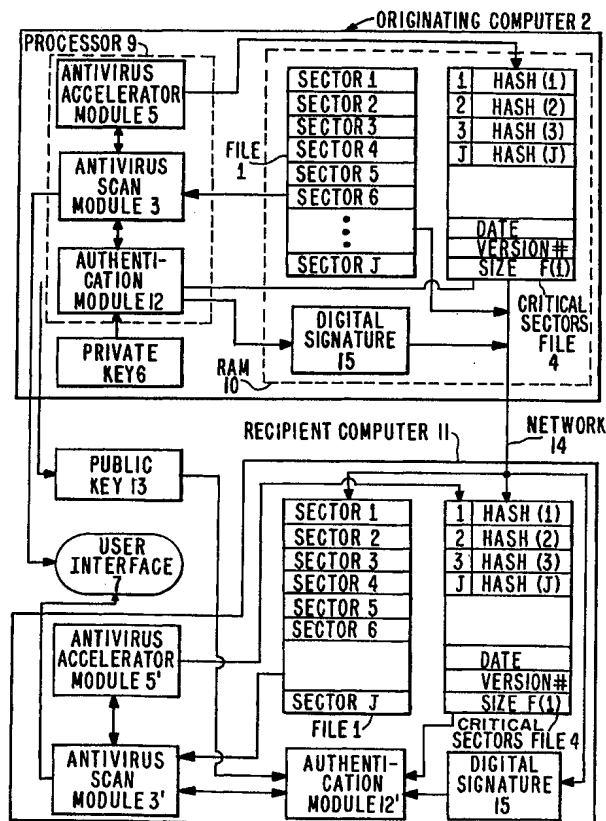 ORIGINATING COMPUTER 2
PROCESSOR 9
ANTIVIRUS
ACCELERATOR
MODULE 5
ANTIVIRUS
SCAN
MODULE 3
AUTHENTI-
CATION
MODULE 12
PRIVATE
KEY6
FILE
1
SECTOR 1
SECTOR 2
SECTOR 3
SECTOR 4
SECTOR 5
SECTOR 6
SECTOR J
1 HASH (1)
2 HASH (2)
3 HASH (3)
J HASH (J)
DATE
VERSION#
SIZE F(1)
CRITICAL
SECTORS
FILE
4
DIGITAL
SIGNATURE
15
RAM
10
NETWORK
14
RECIPIENT COMPUTER 11
PUBLIC
KEY 13
USER
INTERFACE
7
ANTIVIRUS
ACCELERATOR
MODULE 5'
ANTIVIRUS
SCAN
MODULE 3'
SECTOR 1
SECTOR 2
SECTOR 3
SECTOR 4
SECTOR 5
SECTOR 6
SECTOR J
FILE 1
1 HASH (1)
2 HASH (2)
3 HASH (3)
J HASH (J)
DATE
VERSION#
SIZE F(1)
CRITICAL
SECTORS FILE 4
AUTHENTI-
CATION
MODULE 12'
DIGITAL
SIGNATURE
15